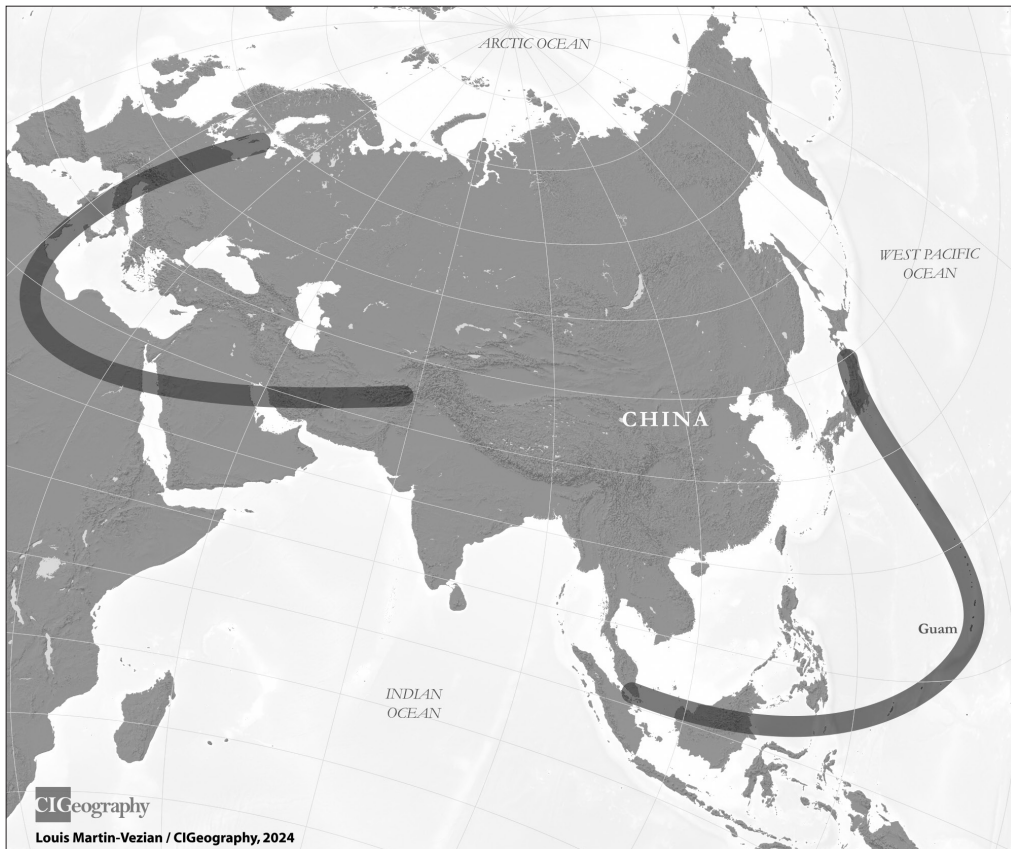 ARCTIC OCEAN
WEST PACIFIC
OCEAN
CHINA
Guam
INDIAN
OCEAN
CIGeography
Louis Martin-Vezian / CIGeography, 2024